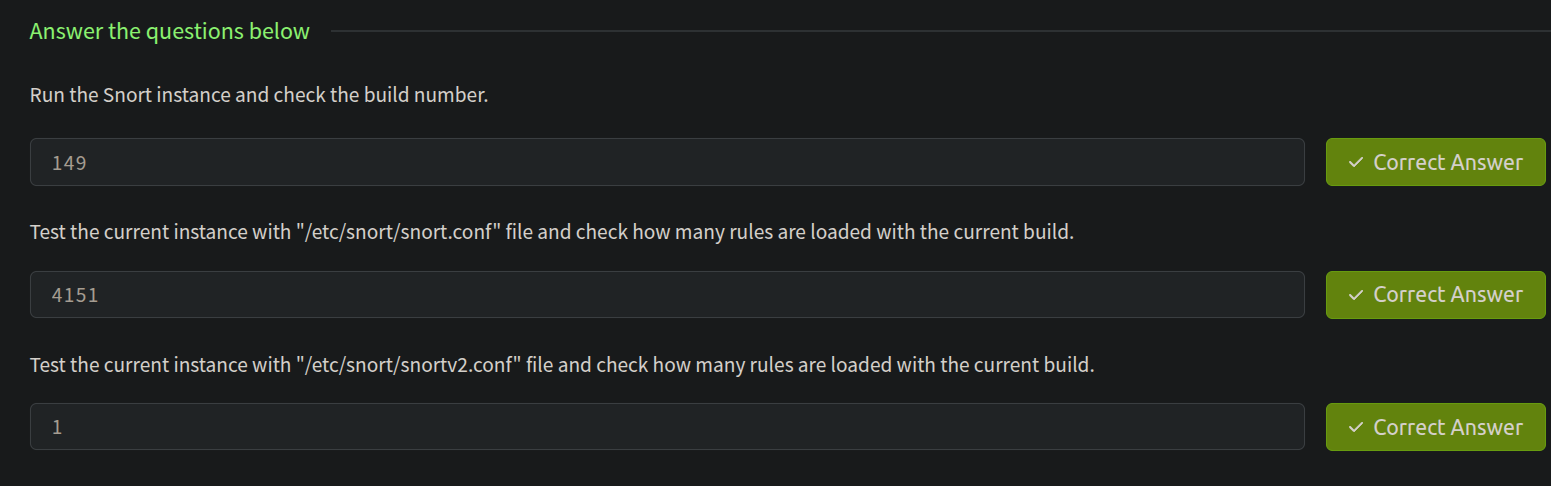 Answer the questions below
Run the Snort instance and check the build number.
149
Correct Answer
Test the current instance with "/etc/snort/snort.conf" file and check how many rules are loaded with the current build.
4151
Correct Answer
Test the current instance with "/etc/snort/snortv2.conf" file and check how many rules are loaded with the current build.
1
Correct Answer